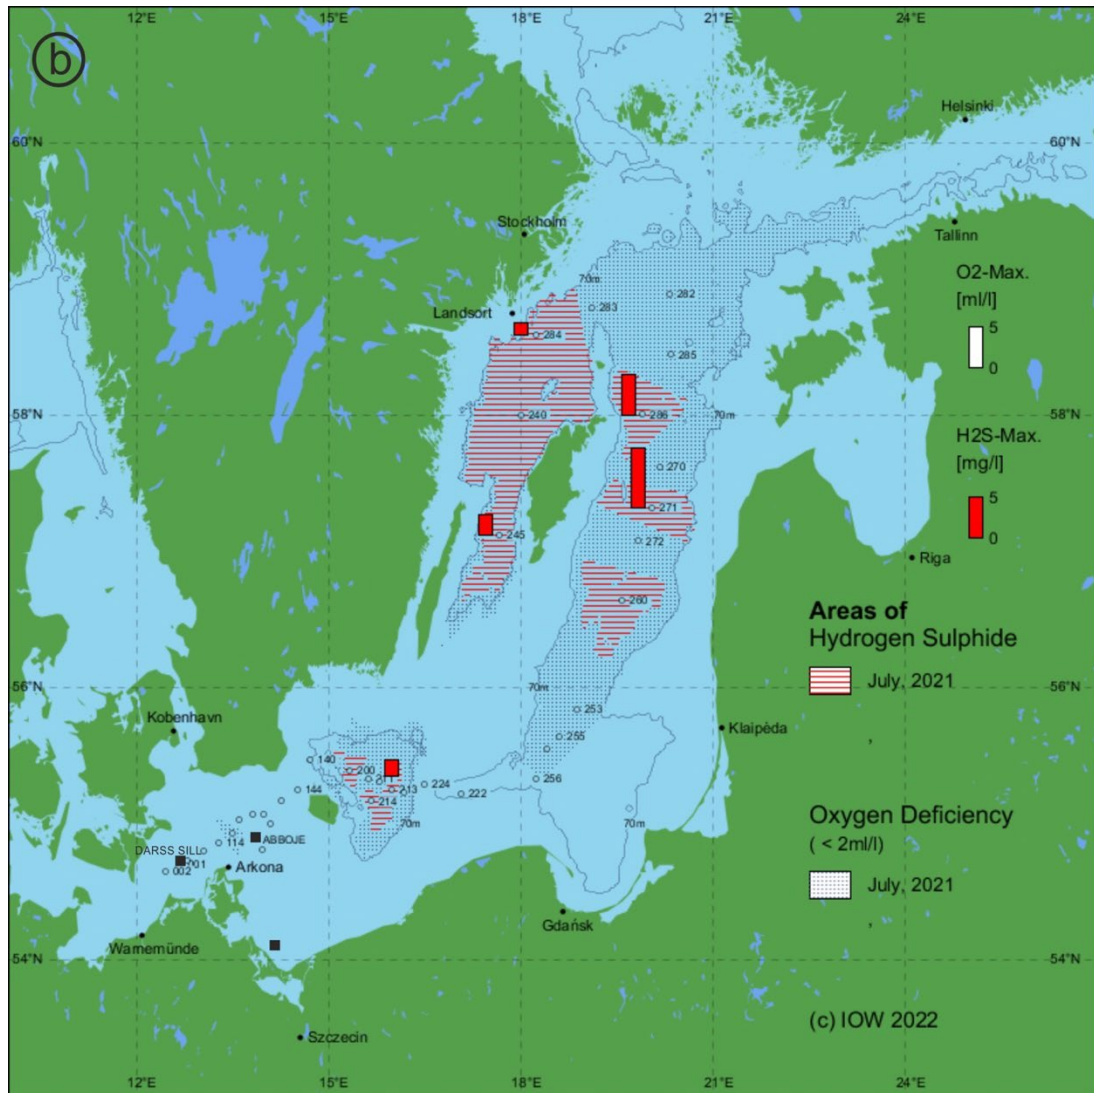 b
12°E
15°E
18°E
21°E
24°E
Helsinki
60°N
60°N
Stockholm
Tallinn
O2-Max.
[ml/l]
5
0
70m
282
283
Landsort
284
285
58°N
58°N
240
286
70m
H2S-Max.
[mg/l]
5
0
270
271
245
272
Riga
260
Areas of
Hydrogen Sulphide
July, 2021
56°N
56°N
70m
253
Kobenhavn
Klaipėda
255
140
200
211
213
224
256
144
222
214
70m
70m
Oxygen Deficiency
( < 2ml/l)
July, 2021
114
ABBOJE
DARSS SILL
001
002
Arkona
Gdańsk
Warnemünde
54°N
54°N
(c) IOW 2022
Szczecin
12°E
15°E
18°E
21°E
24°E